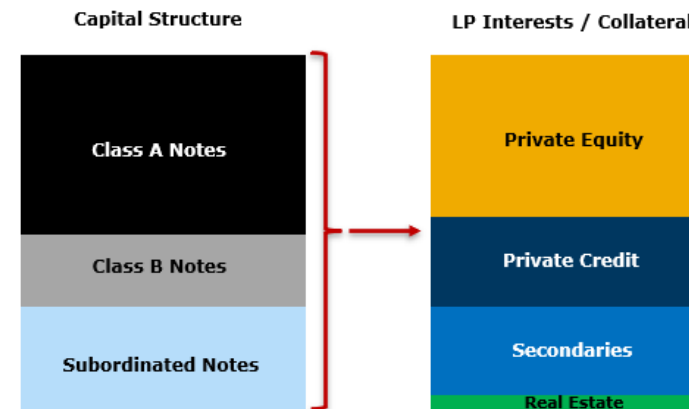 Capital Structure
LP Interests / Collateral
Class A Notes
Class B Notes
Subordinated Notes
Private Equity
Private Credit
Secondaries
Real Estate